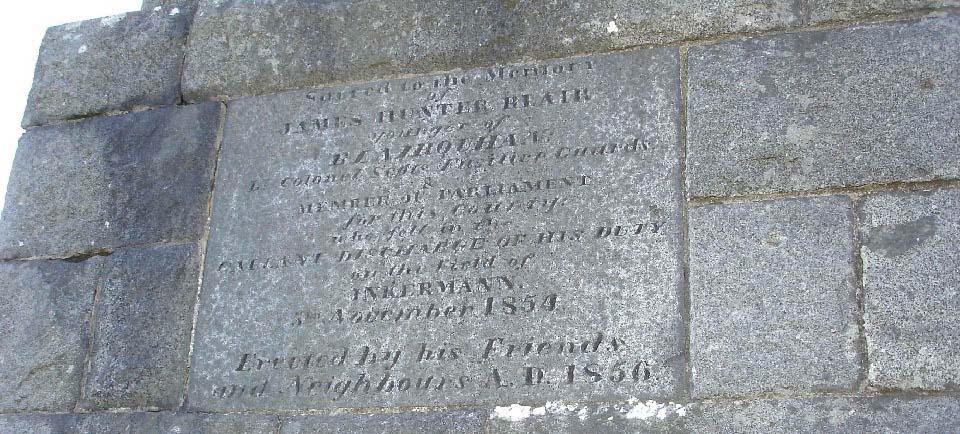 Sacred to the Memory
of
JAMES HUNTER BLAIR
younger of
BLAIRQUHAN.
Lt. Colonel Scots Fusilier Guards.
&
MEMBER OF PARLIAMENT
for this County.
who fell in the
GALLANT DISCHARGE OF HIS DUTY
on the Field of
INKERMANN.
5th November 1854.
Erected by his Friends
and Neighbours A.D. 1856.